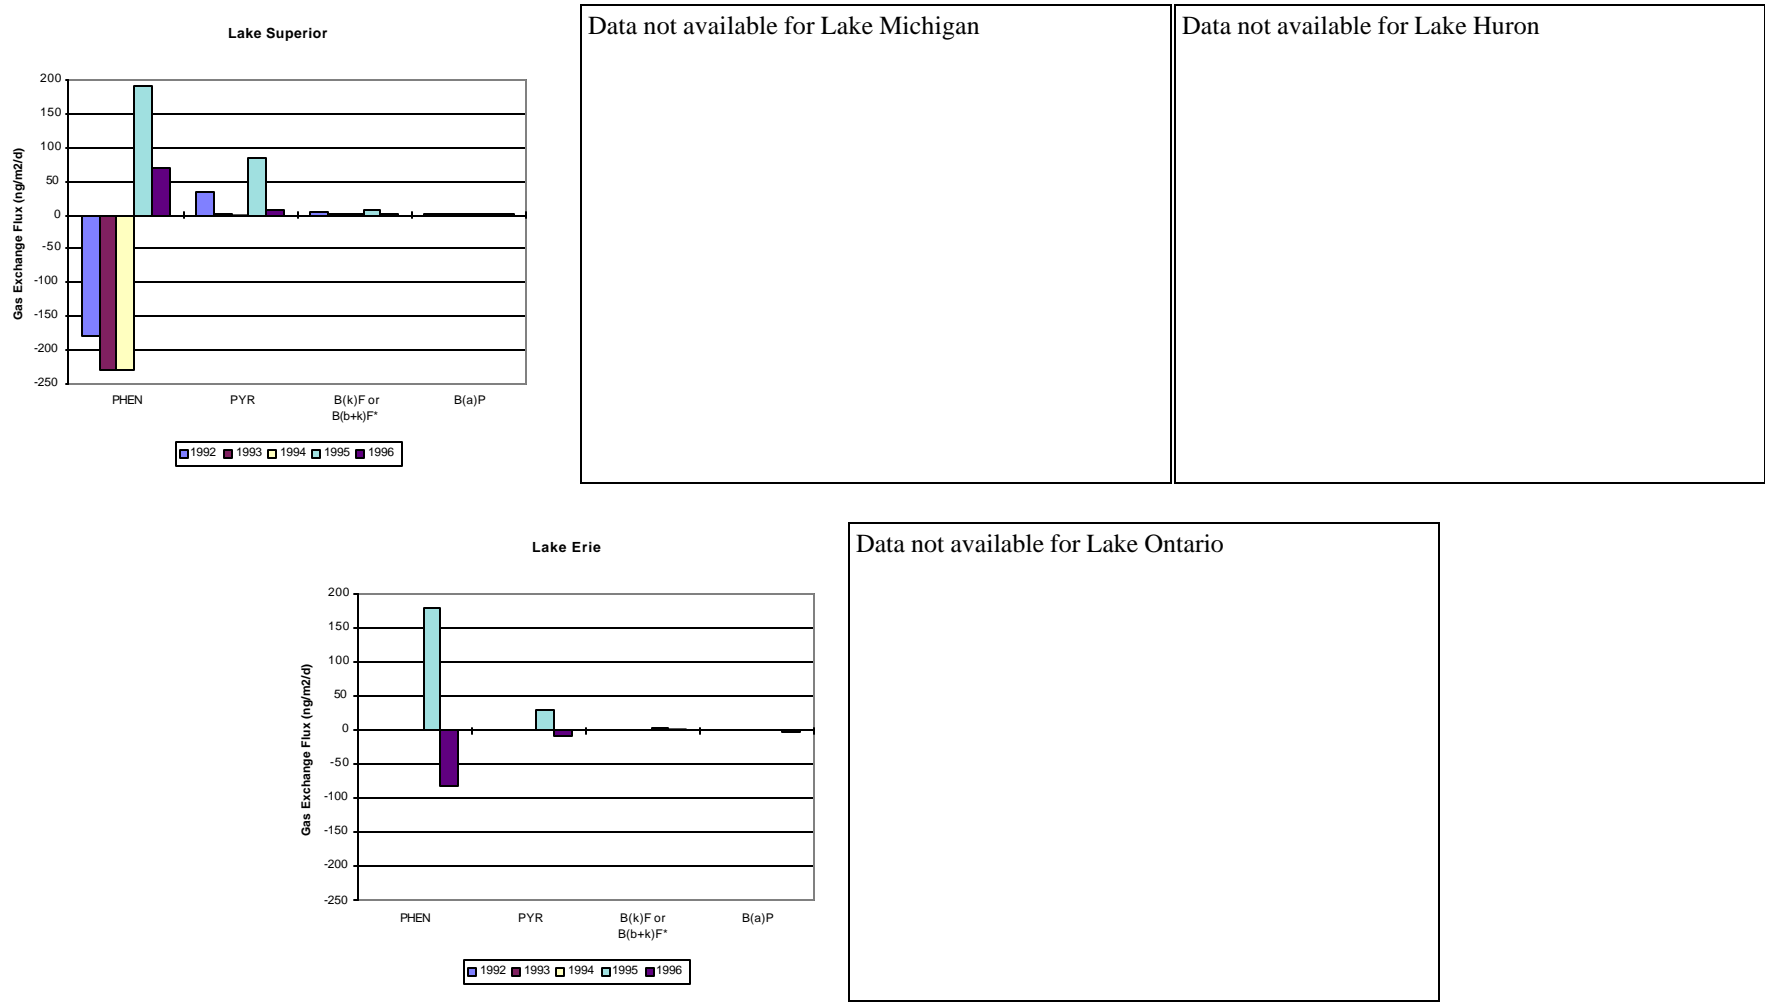 Lake Superior
Gas Exchange Flux (ng/m2/d)
200
150
100
50
0
-50
-100
-150
-200
-250
PHEN
PYR
B(k)F or
B(b+k)F*
B(a)P
1992 1993 1994 1995 1996
Data not available for Lake Michigan
Data not available for Lake Huron
Lake Erie
Gas Exchange Flux (ng/m2/d)
200
150
100
50
0
-50
-100
-150
-200
-250
PHEN
PYR
B(k)F or
B(b+k)F*
B(a)P
1992 1993 1994 1995 1996
Data not available for Lake Ontario